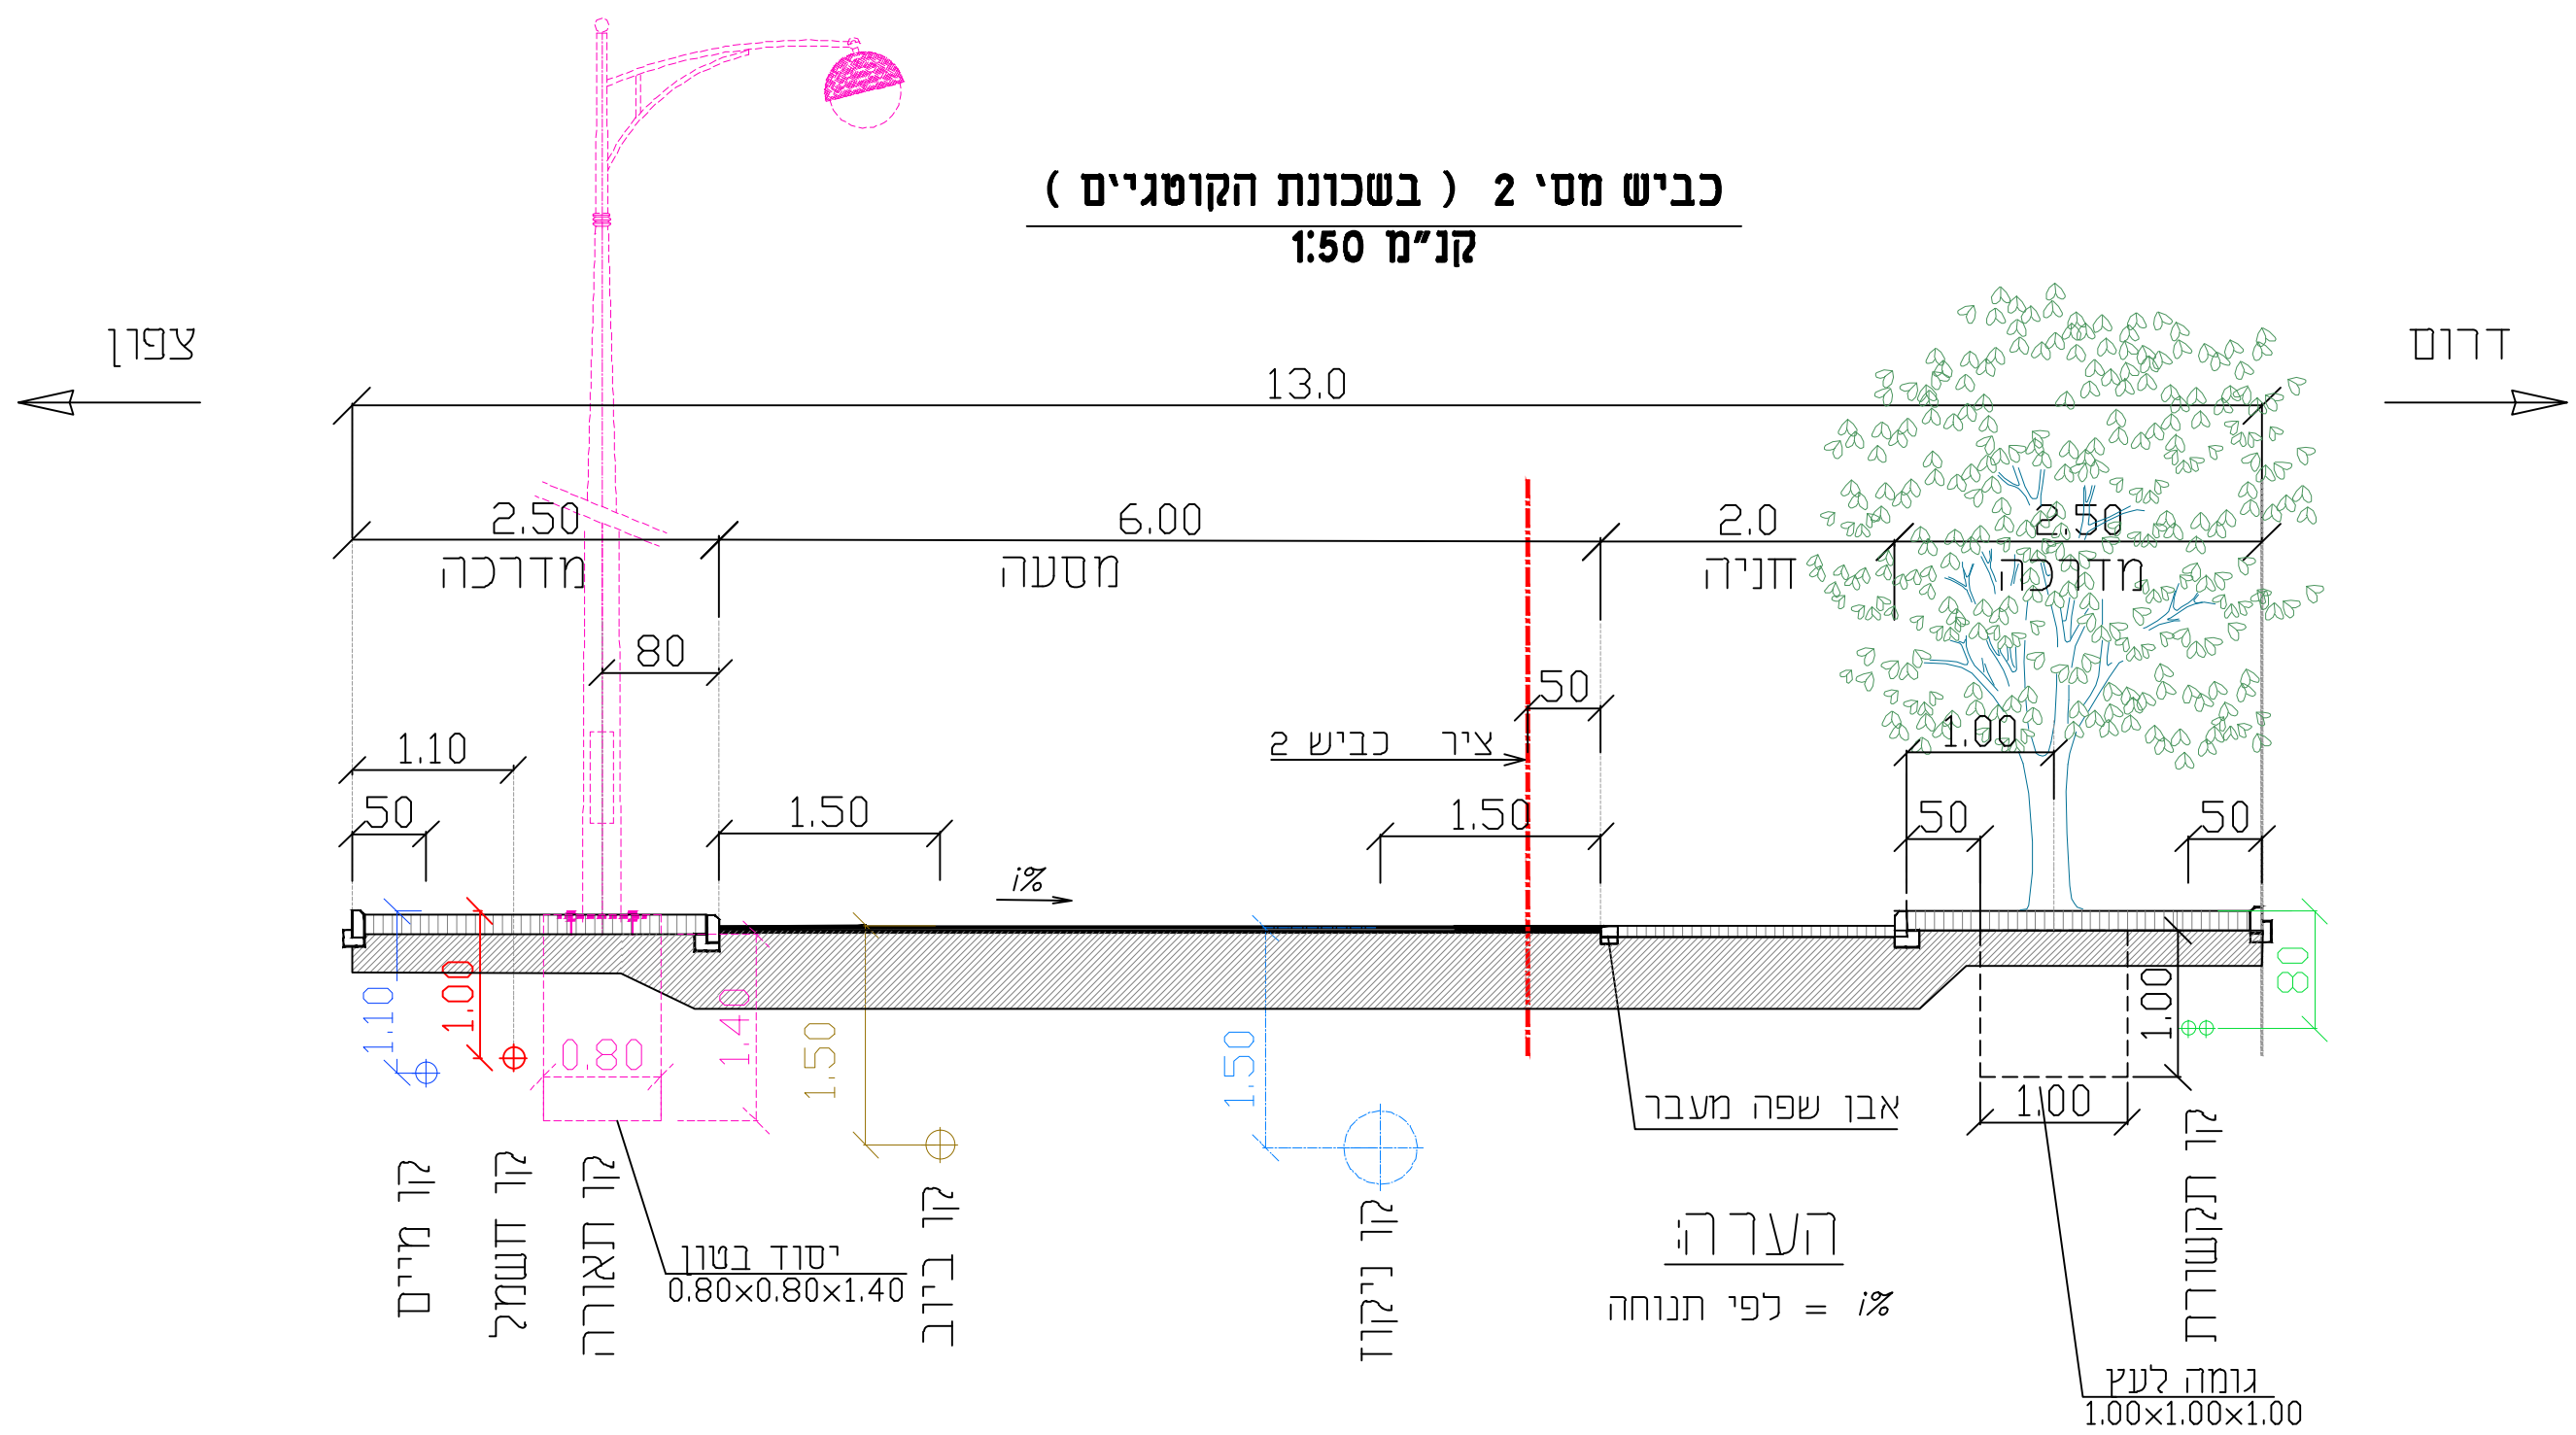 כביש מס' 2 ( בשכונת הקוטגיים )
קנ"מ 1:50
צפון
דרום
13.0
2.50
6.00
2.0
2.50
מדרכה
מסעה
חניה
מדרכה
80
50
ציר כביש 2
1.00
1.10
50
1.50
1.50
50
50
i%
1.10
1.00
0.80
1.40
1.50
1.50
1.00
80
1.00
אבן שפה מעבר
קו מיים
קו חשמל
קו תאורה
יסוד בטון
0.80x0.80x1.40
קו ביוב
קו ניקוז
הערה:
i% = לפי תנוחה
קו תקשורת
גומה לעץ
1.00x1.00x1.00